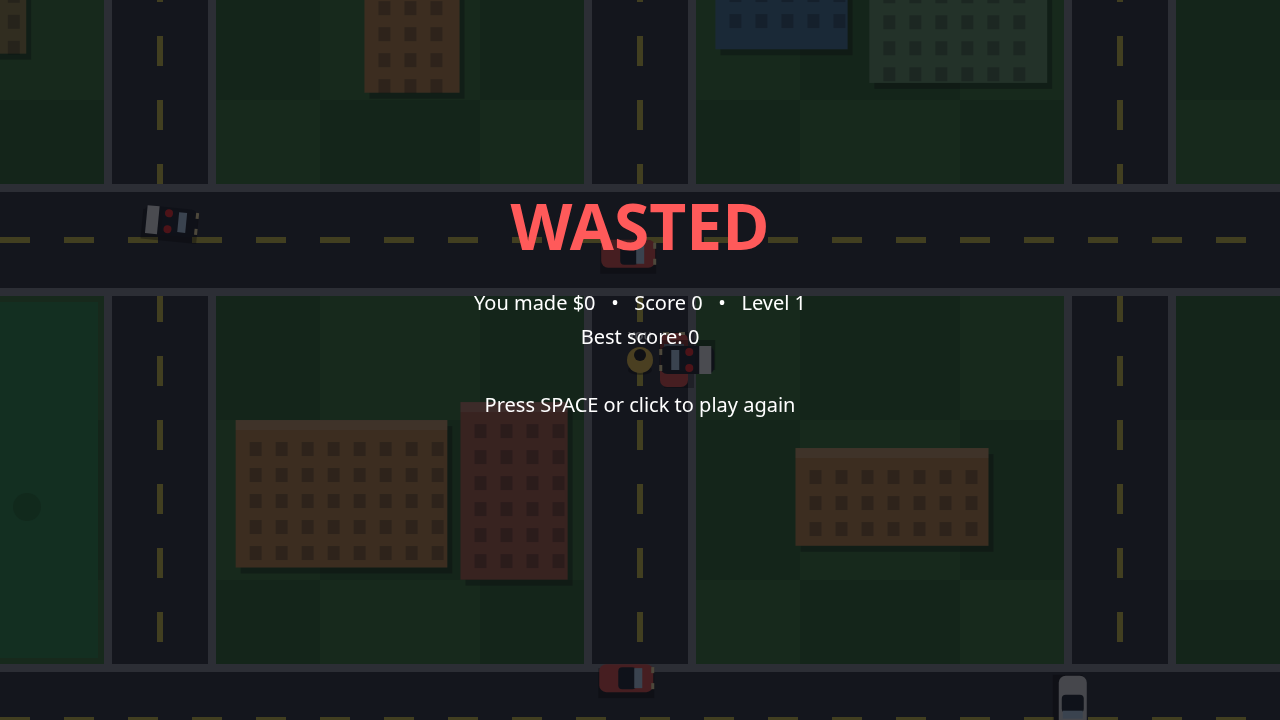 WASTED
You made $0 • Score 0 • Level 1
Best score: 0
Press SPACE or click to play again